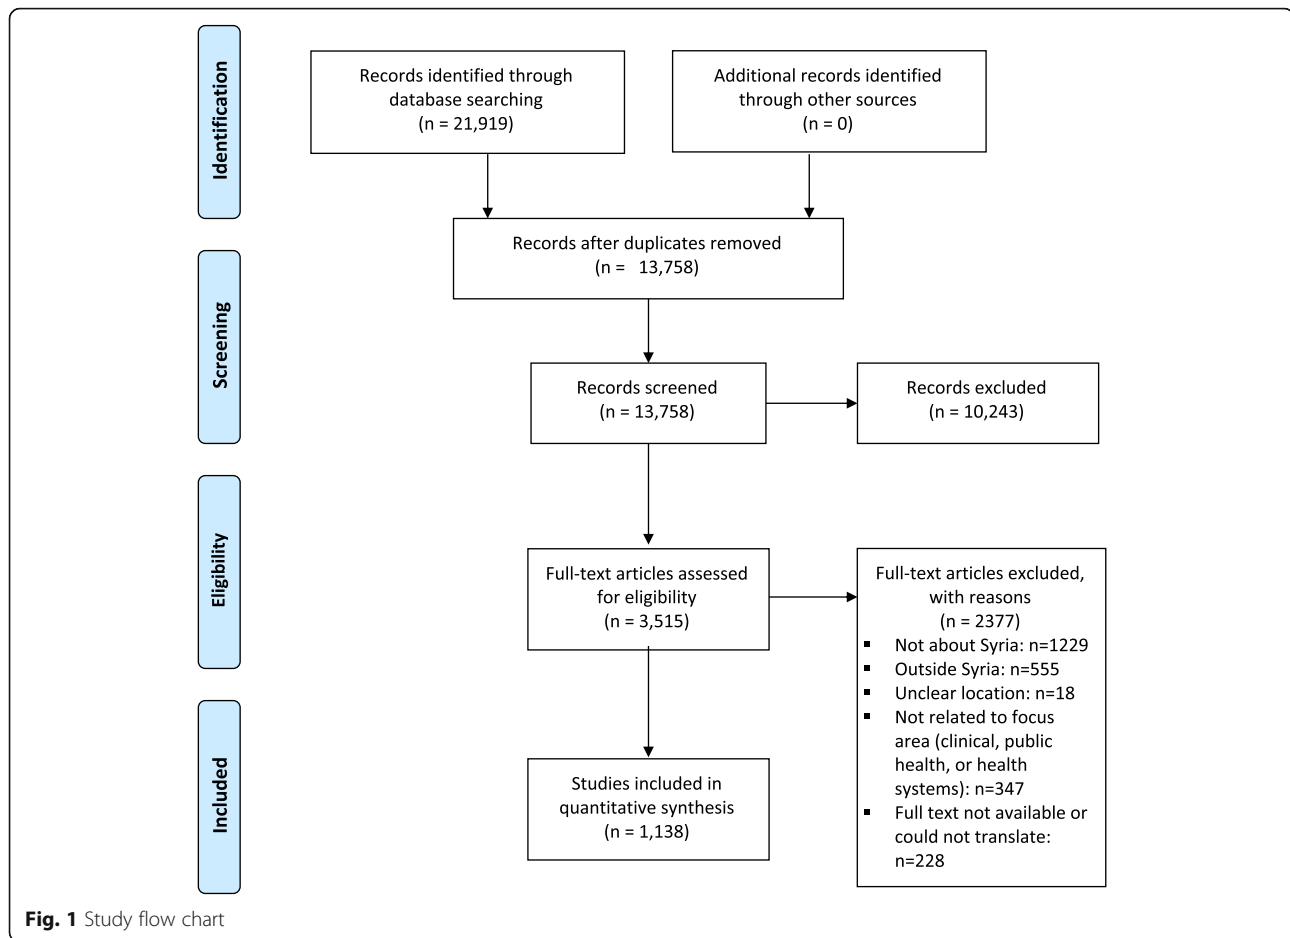 Identification
Records identified through
database searching
(n = 21,919)
Additional records identified
through other sources
(n = 0)
Screening
Records after duplicates removed
(n =   13,758)
Records screened
(n = 13,758)
Records excluded
(n = 10,243)
Eligibility
Full-text articles assessed
for eligibility
(n = 3,515)
Full-text articles excluded,
with reasons
(n = 2377)
▪ Not about Syria: n=1229
▪ Outside Syria: n=555
▪ Unclear location: n=18
▪ Not related to focus
area (clinical, public
health, or health
systems): n=347
▪ Full text not available or
could not translate:
n=228
Included
Studies included in
quantitative synthesis
(n = 1,138)
Fig. 1 Study flow chart